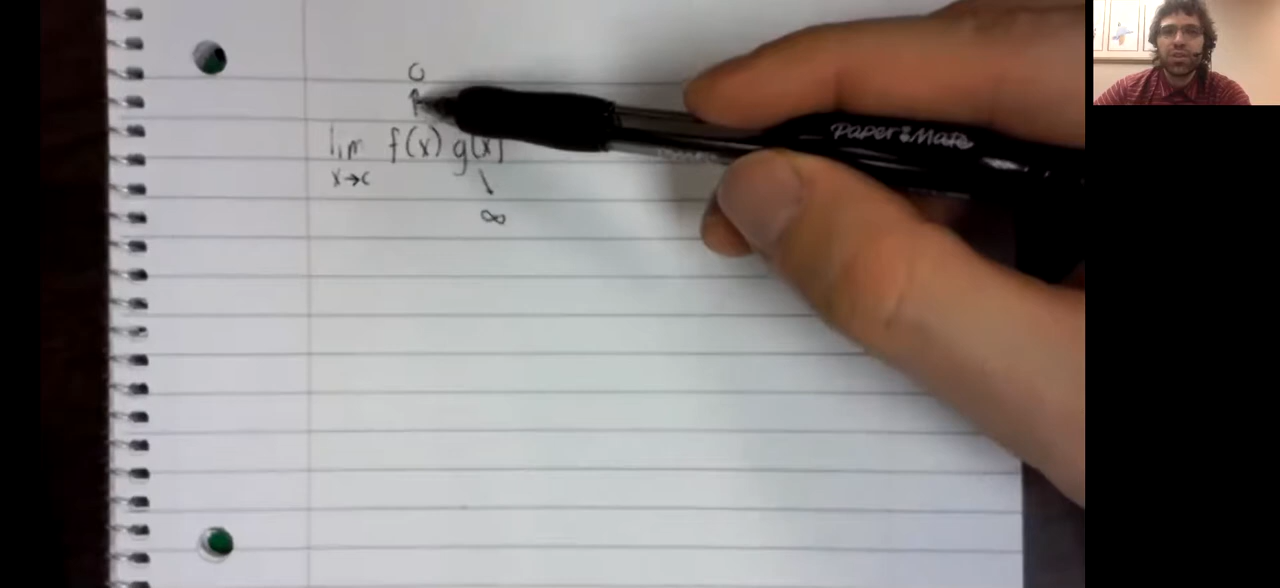 0
↑
lim f(x) g(x)
x→c
↘
∞
Paper:Mate